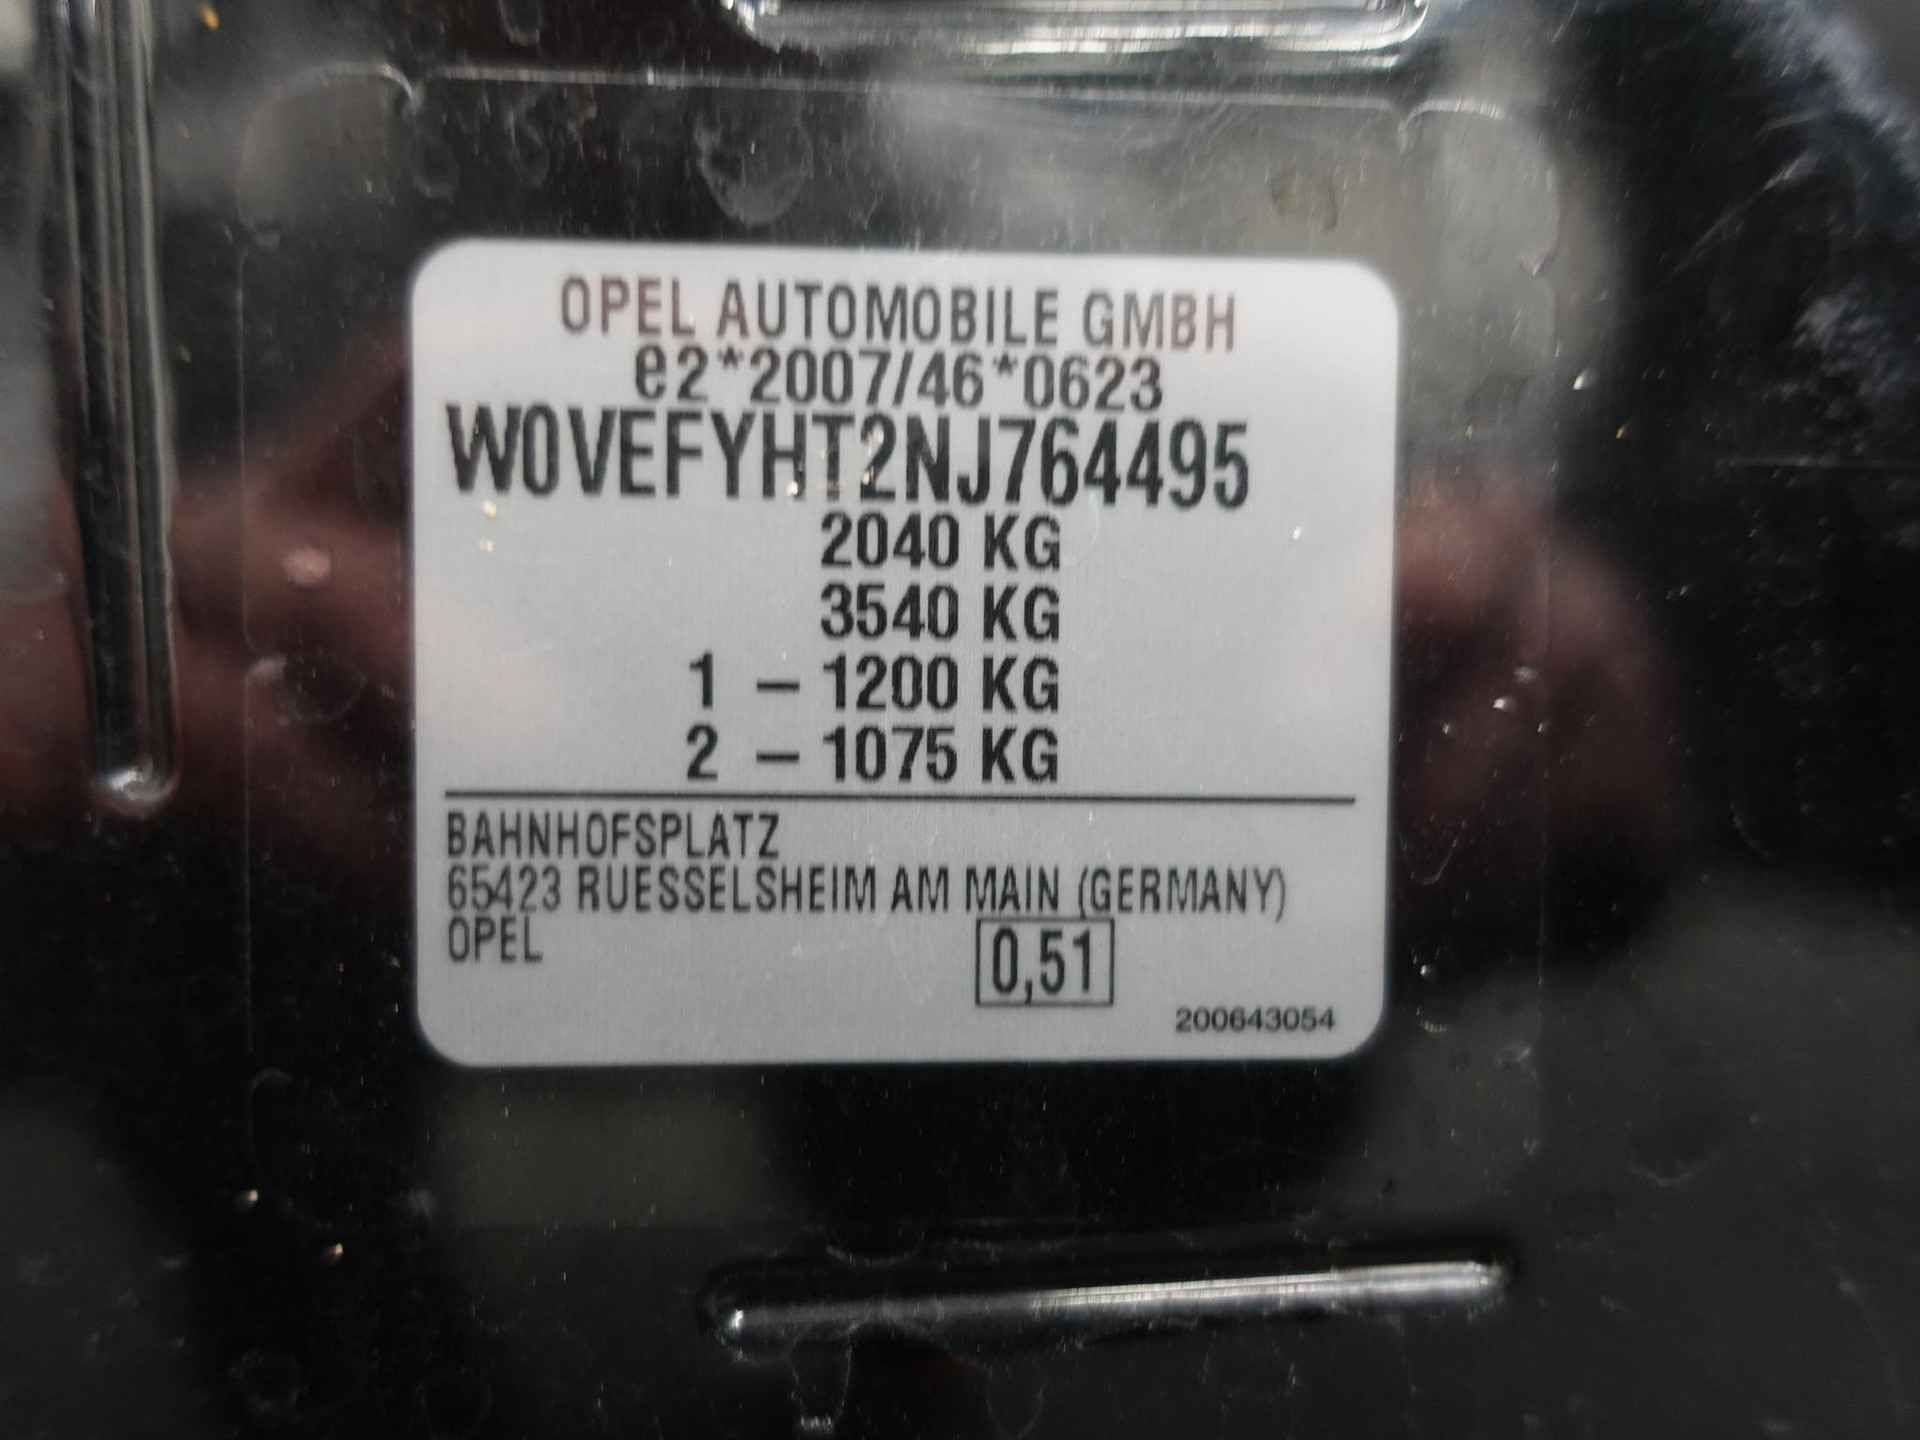 OPEL AUTOMOBILE GMBH
e2*2007/46*0623
W0VEFYHT2NJ764495
2040 KG
3540 KG
1 – 1200 KG
2 – 1075 KG
BAHNHOFSPLATZ
65423 RUESSELSHEIM AM MAIN (GERMANY)
OPEL
0,51
200643054